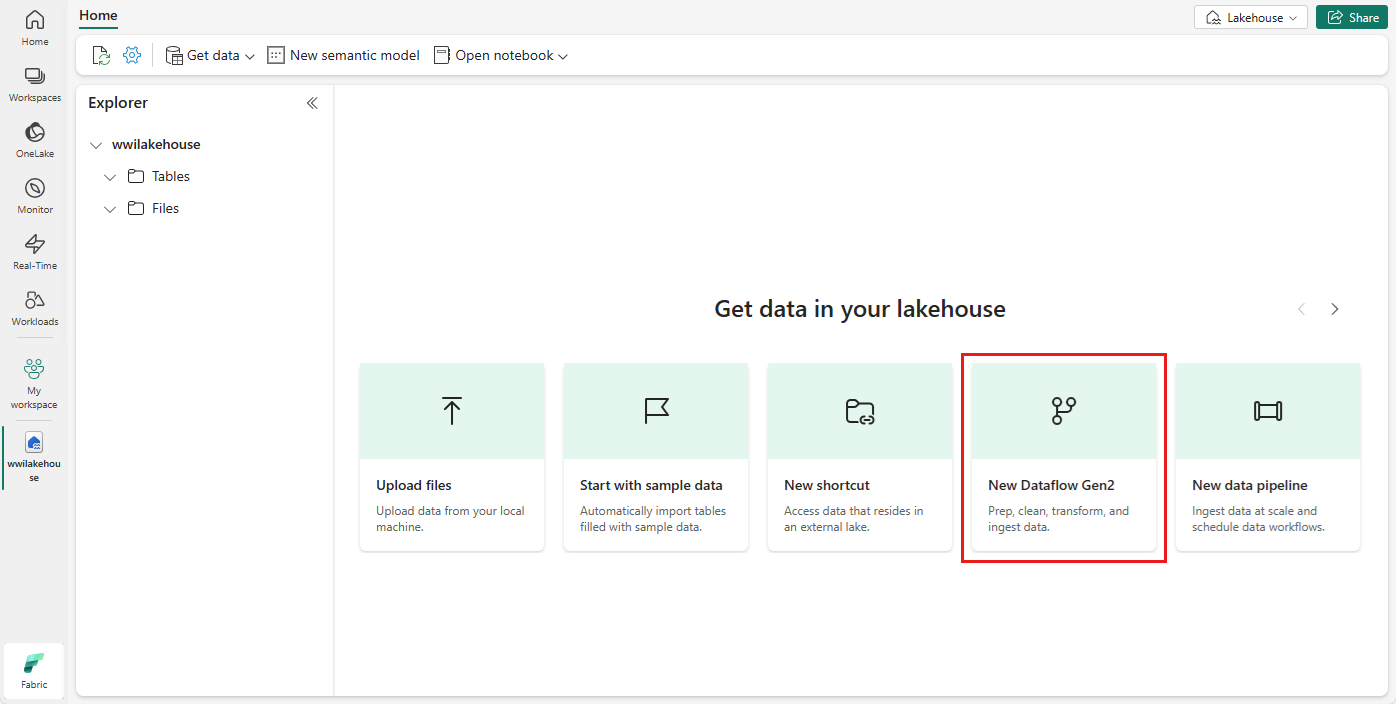 Home
Workspaces
OneLake
Monitor
Real-Time
Workloads
My
workspace
wwilakehou
se
Fabric
Home
Lakehouse
Share
Get data
New semantic model
Open notebook
Explorer
wwilakehouse
Tables
Files
Get data in your lakehouse
Upload files
Upload data from your local
machine.
Start with sample data
Automatically import tables
filled with sample data.
New shortcut
Access data that resides in
an external lake.
New Dataflow Gen2
Prep, clean, transform, and
ingest data.
New data pipeline
Ingest data at scale and
schedule data workflows.